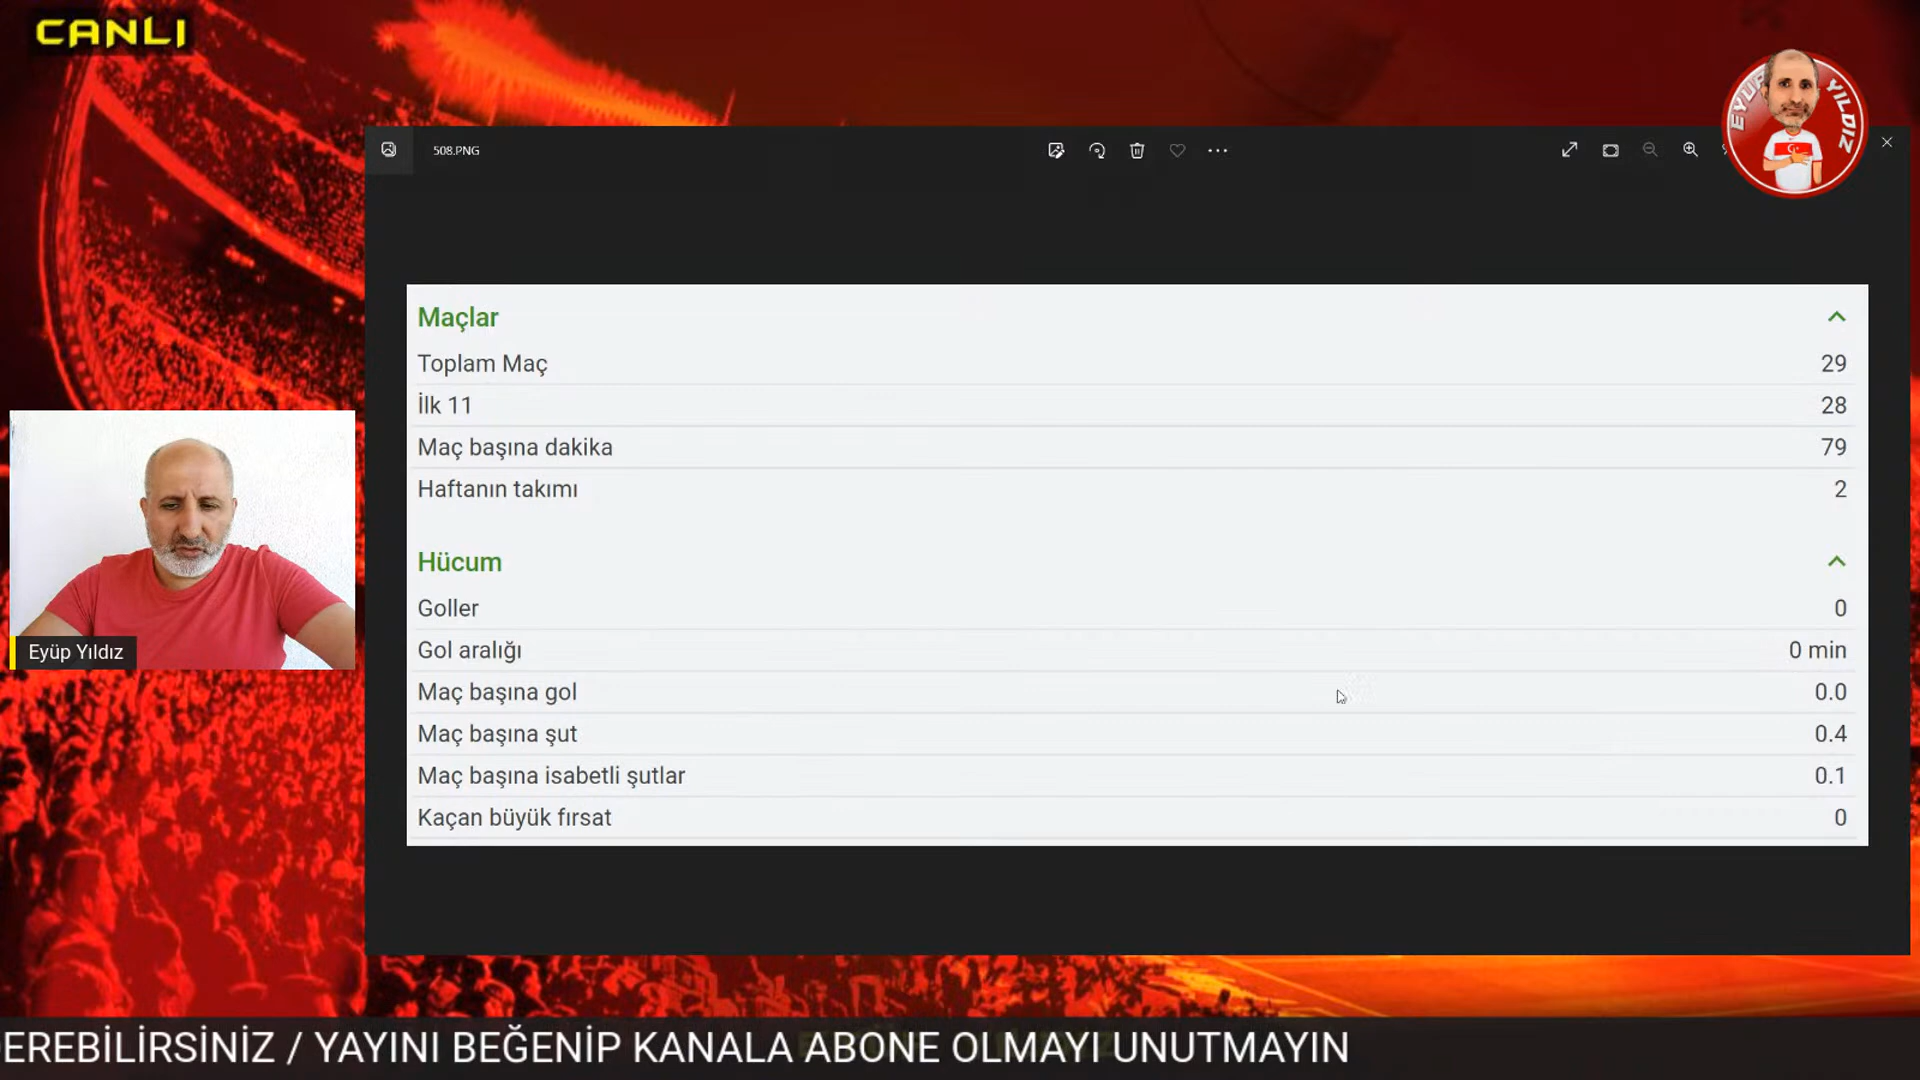 CANLI
EYÜP YILDIZ
508.PNG
Maçlar
Toplam Maç 29
İlk 11 28
Maç başına dakika 79
Haftanın takımı 2
Hücum
Goller 0
Gol aralığı 0 min
Maç başına gol 0.0
Maç başına şut 0.4
Maç başına isabetli şutlar 0.1
Kaçan büyük fırsat 0
Eyüp Yıldız
EREBİLİRSİNİZ / YAYINI BEĞENİP KANALA ABONE OLMAYI UNUTMAYIN